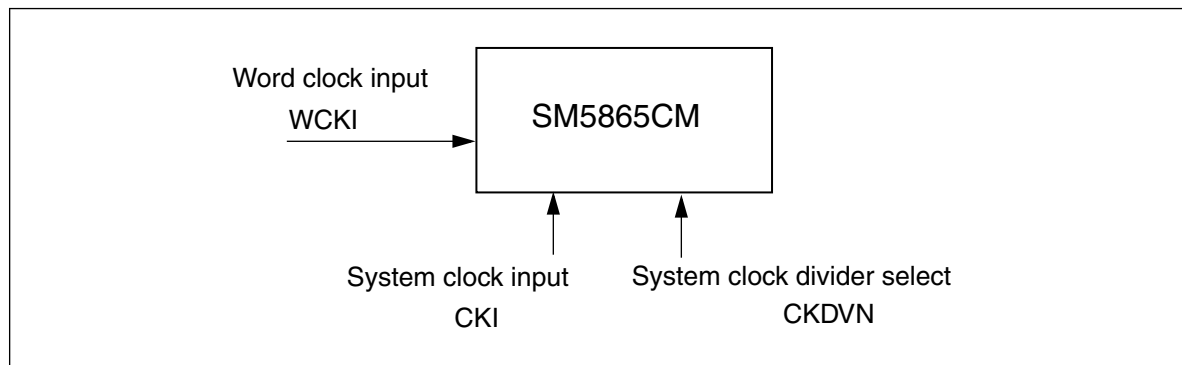 Word clock input
WCKI
SM5865CM
System clock input
CKI
System clock divider select
CKDVN